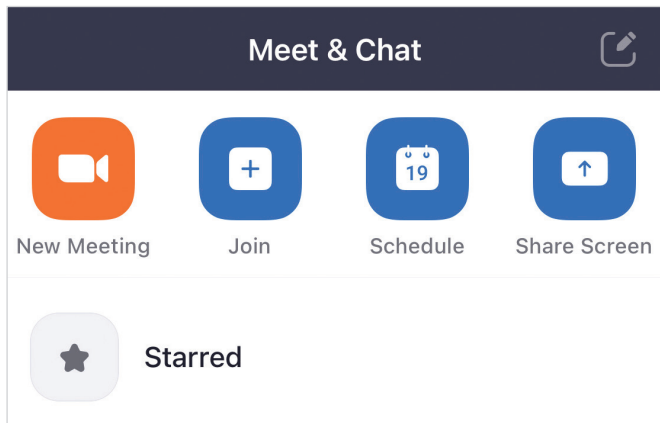 Meet & Chat
19
New Meeting
Join
Schedule
Share Screen
Starred